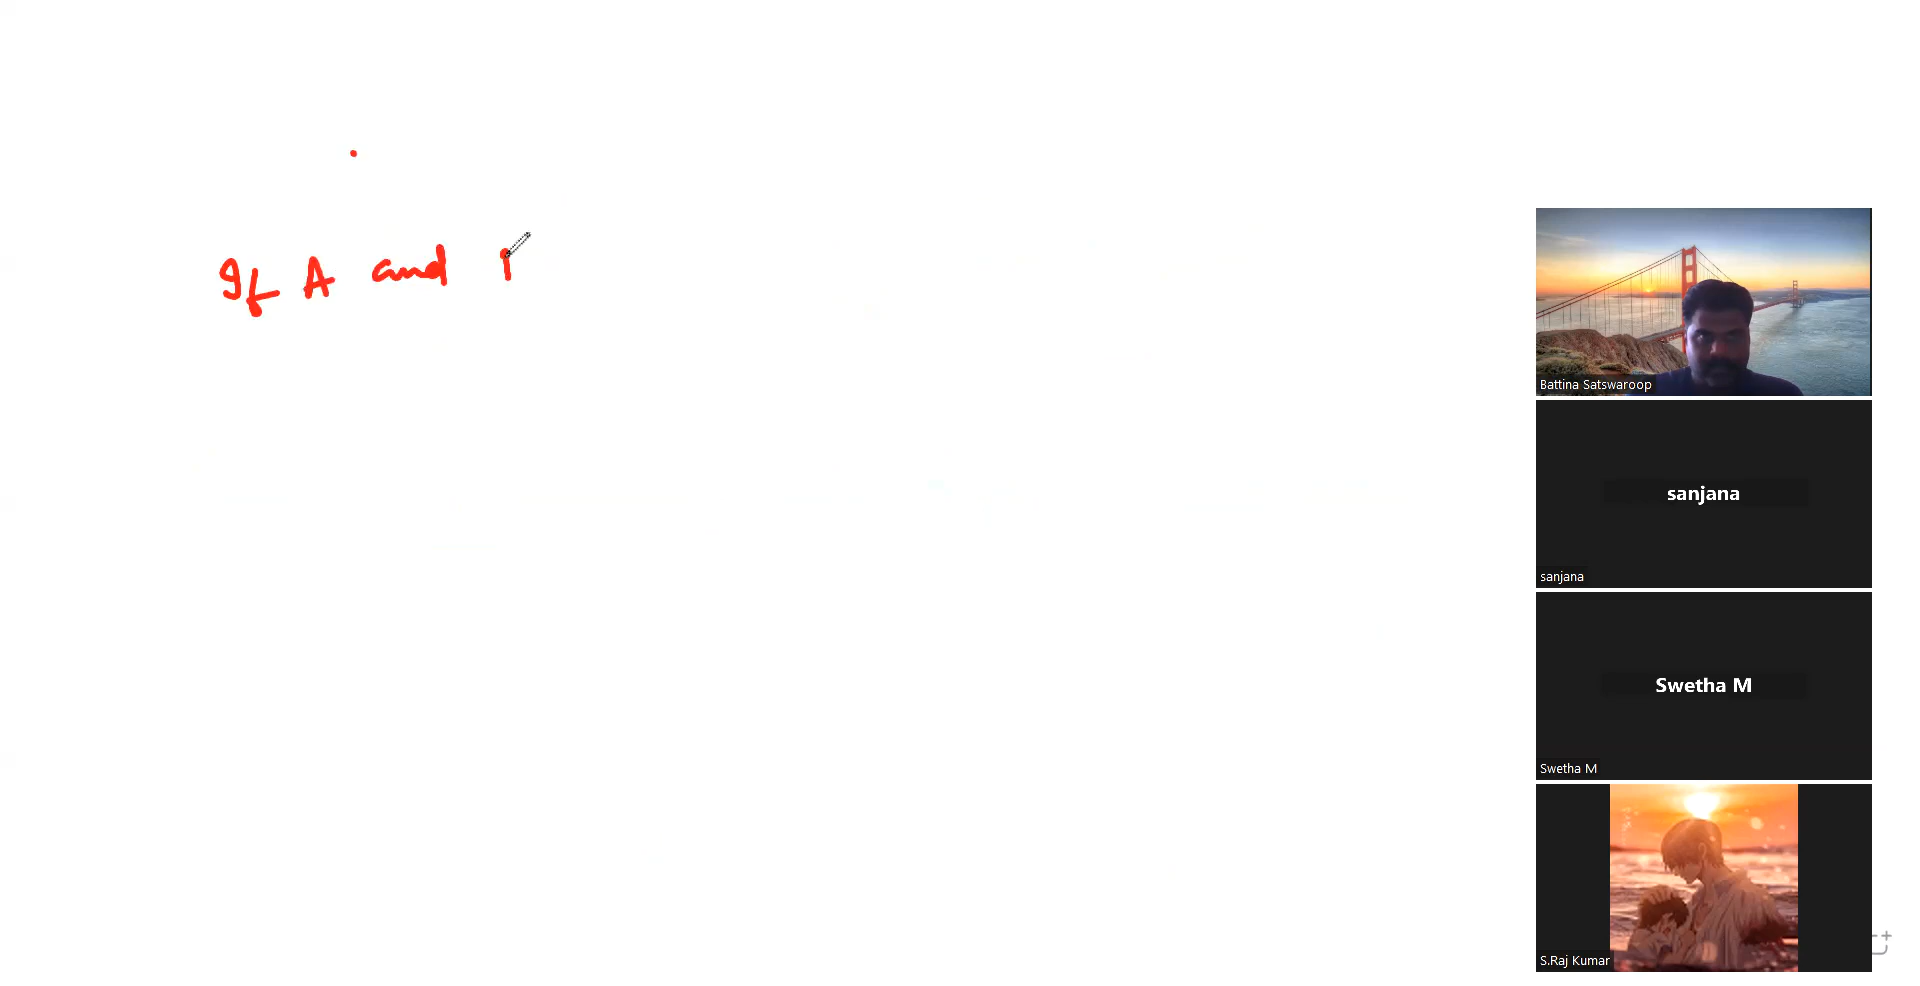 If A and
Battina Satswaroop
sanjana
sanjana
Swetha M
Swetha M
S.Raj Kumar